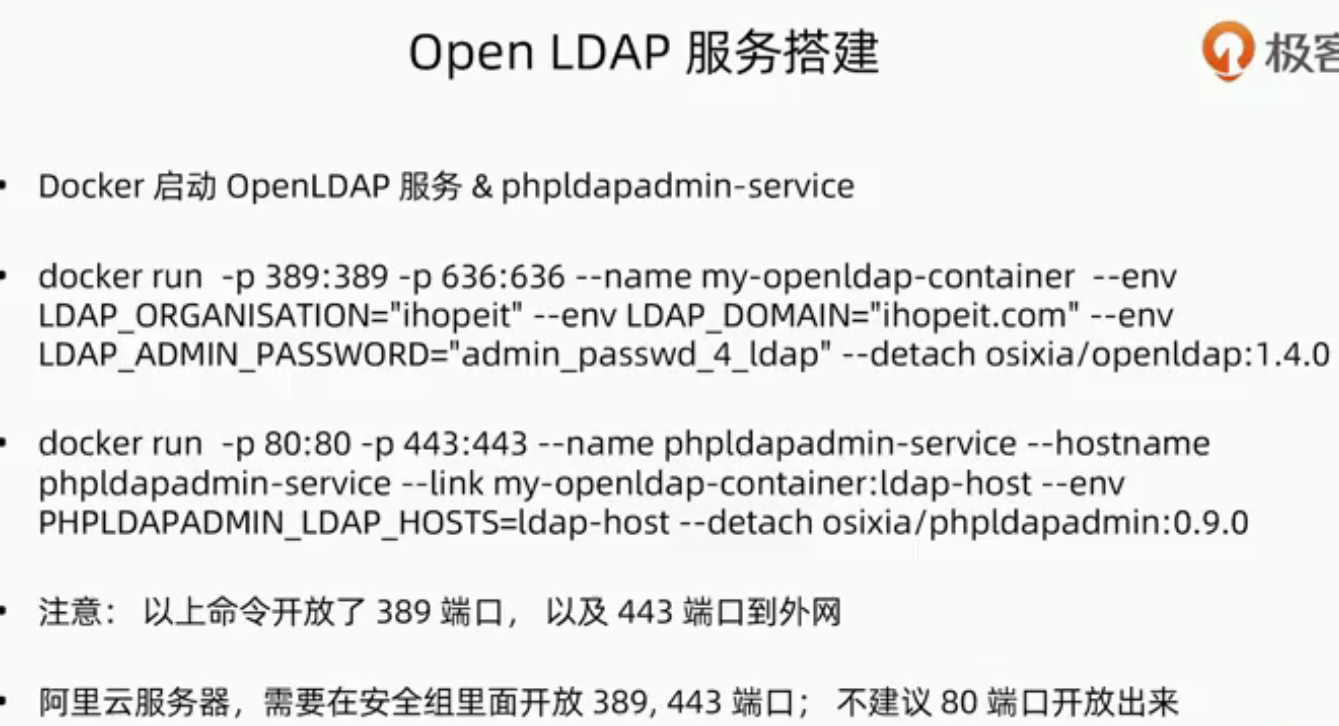 Open LDAP 服务搭建
极客
• Docker 启动 OpenLDAP 服务 & phpldapadmin-service
• docker run  -p 389:389 -p 636:636 --name my-openldap-container  --env
LDAP_ORGANISATION="ihopeit" --env LDAP_DOMAIN="ihopeit.com" --env
LDAP_ADMIN_PASSWORD="admin_passwd_4_ldap" --detach osixia/openldap:1.4.0
• docker run  -p 80:80 -p 443:443 --name phpldapadmin-service --hostname
phpldapadmin-service --link my-openldap-container:ldap-host --env
PHPLDAPADMIN_LDAP_HOSTS=ldap-host --detach osixia/phpldapadmin:0.9.0
• 注意： 以上命令开放了 389 端口， 以及 443 端口到外网
• 阿里云服务器，需要在安全组里面开放 389, 443 端口； 不建议 80 端口开放出来